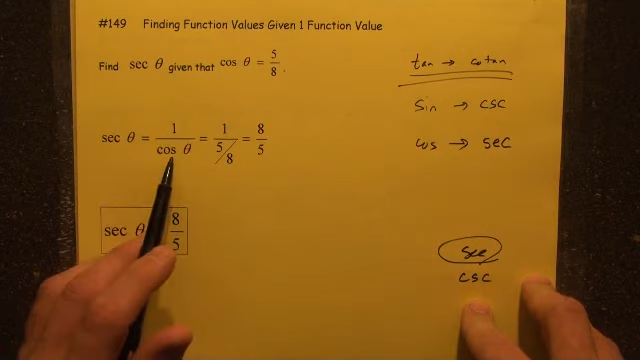 #149 Finding Function Values Given 1 Function Value
Find sec θ given that cos θ = 5/8.
tan → cotan
sin → csc
cos → sec
sec θ = 1/cos θ = 1/(5/8) = 8/5
sec θ 8/5
sec
csc